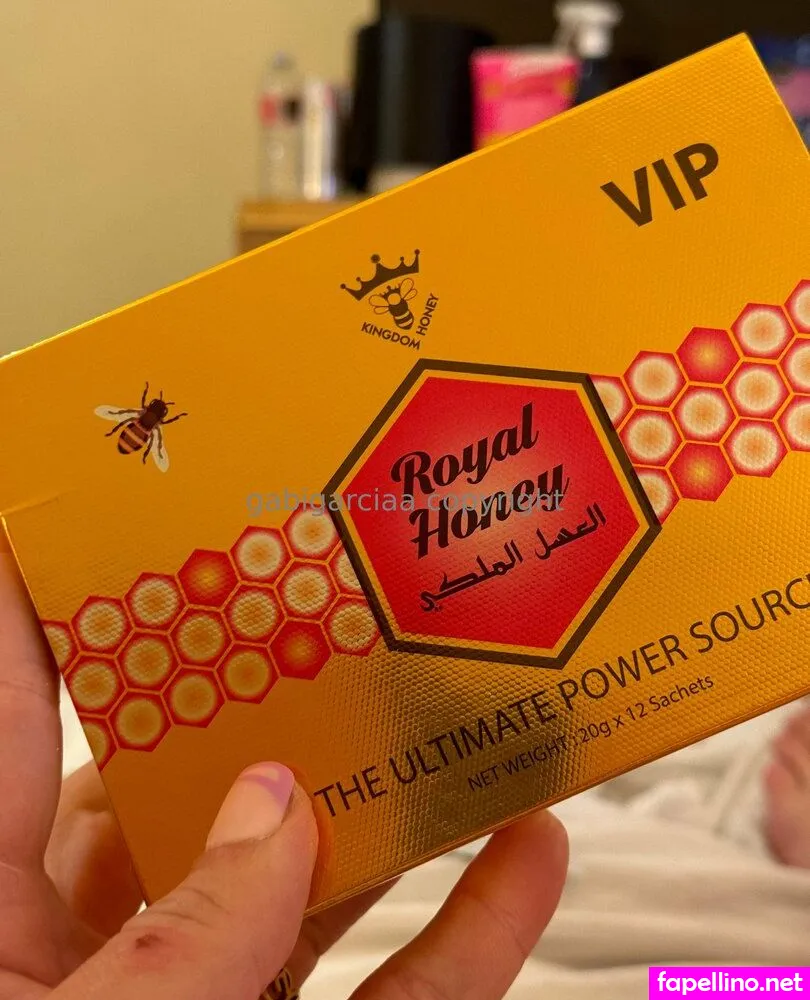 VIP
KINGDOM HONEY
Royal
Honey
العسل الملكي
gabigarciaa copyright
THE ULTIMATE POWER SOURC
NET WEIGHT : 20g x 12 Sachets
fapellino.net